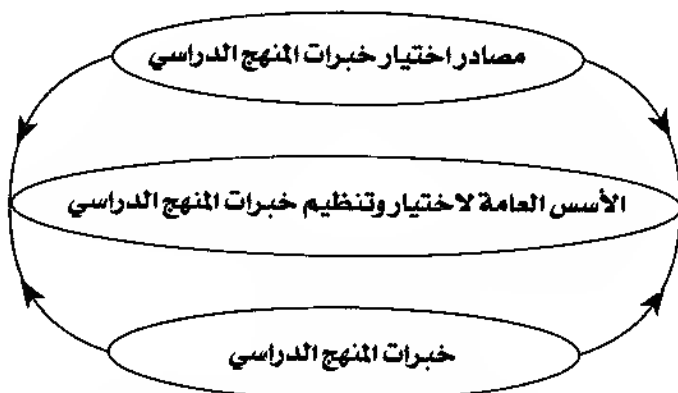 مصادر اختيار خبرات المنهج الدراسي
الأسس العامة لاختيار وتنظيم خبرات المنهج الدراسي
خبرات المنهج الدراسي